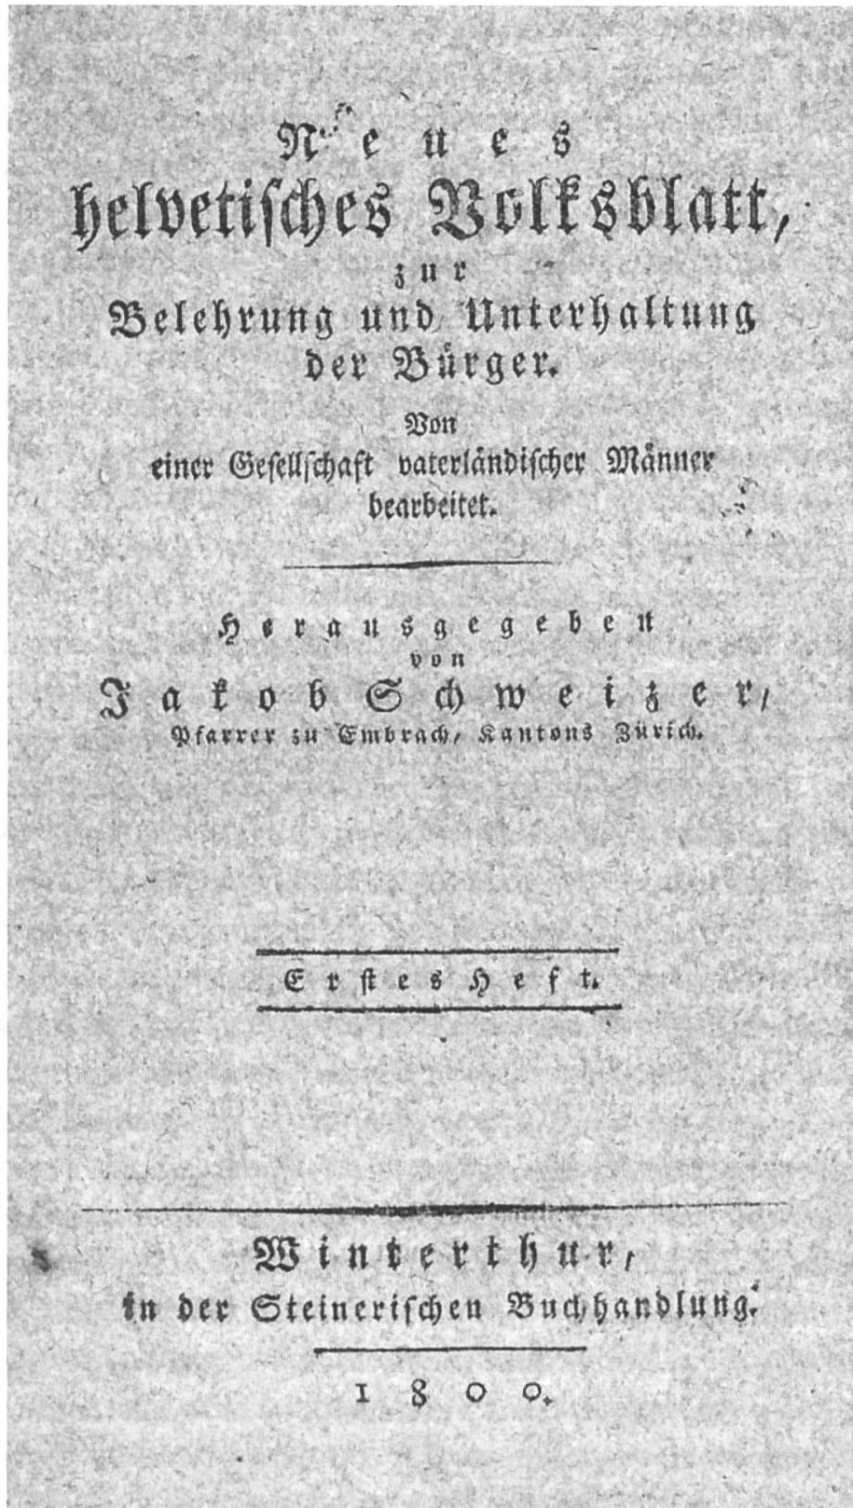 Neues
helvetisches Volksblatt,
zur
Belehrung und Unterhaltung
der Bürger.
Von
einer Gesellschaft vaterländischer Männer
bearbeitet.
Herausgegeben
von
Jakob Schweizer,
Pfarrer zu Embrach, Kantons Zürich.
Erstes Heft.
Winterthur,
in der Steinerischen Buchhandlung.
1800.